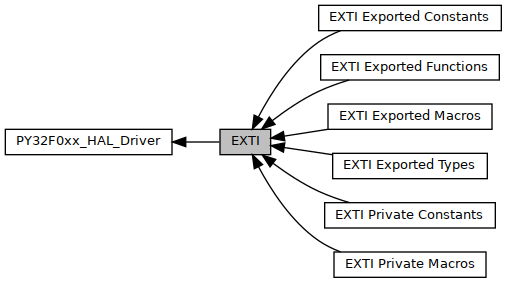 EXTI Exported Constants
EXTI Exported Functions
EXTI Exported Macros
PY32F0xx_HAL_Driver
EXTI
EXTI Exported Types
EXTI Private Constants
EXTI Private Macros